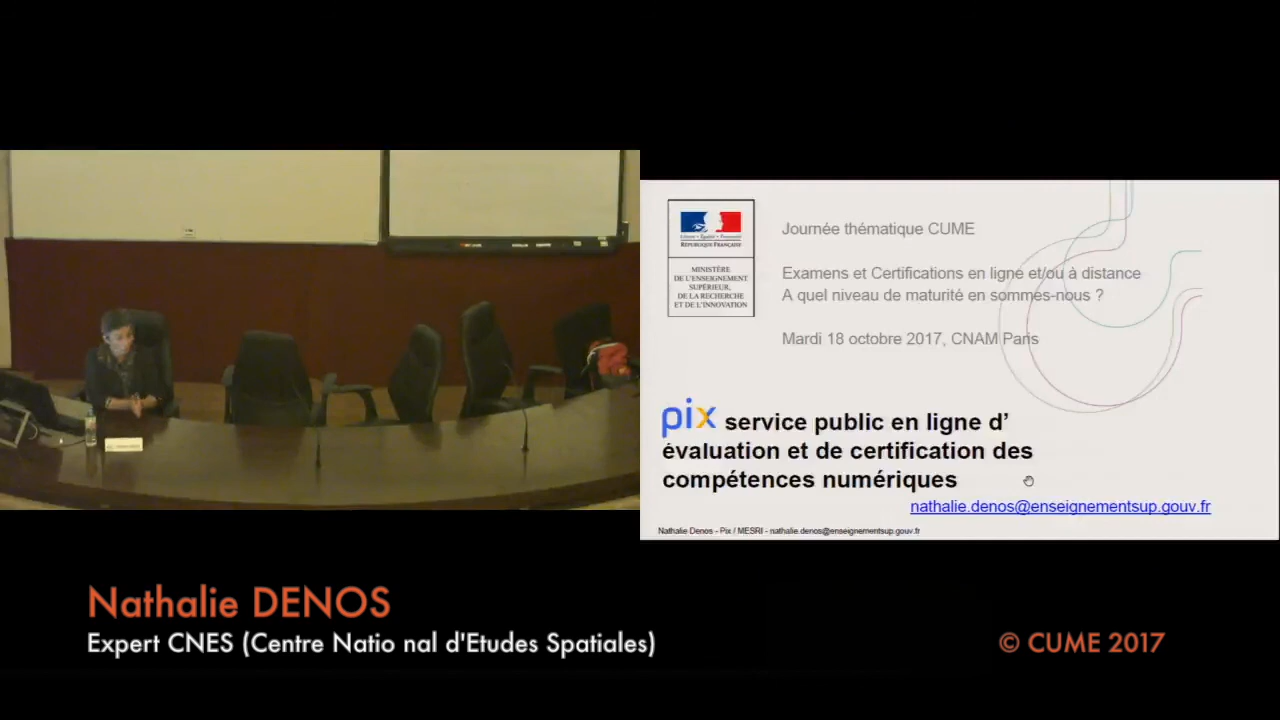 Liberté • Égalité • Fraternité
RÉPUBLIQUE FRANÇAISE
MINISTÈRE
DE L'ENSEIGNEMENT
SUPÉRIEUR,
DE LA RECHERCHE
ET DE L'INNOVATION
Journée thématique CUME
Examens et Certifications en ligne et/ou à distance
A quel niveau de maturité en sommes-nous ?
Mardi 18 octobre 2017, CNAM Paris
pix service public en ligne d’
évaluation et de certification des
compétences numériques
nathalie.denos@enseignementsup.gouv.fr
Nathalie Denos - Pix / MESRI - nathalie.denos@enseignementsup.gouv.fr
Nathalie DENOS
Expert CNES (Centre Natio nal d'Etudes Spatiales)
© CUME 2017